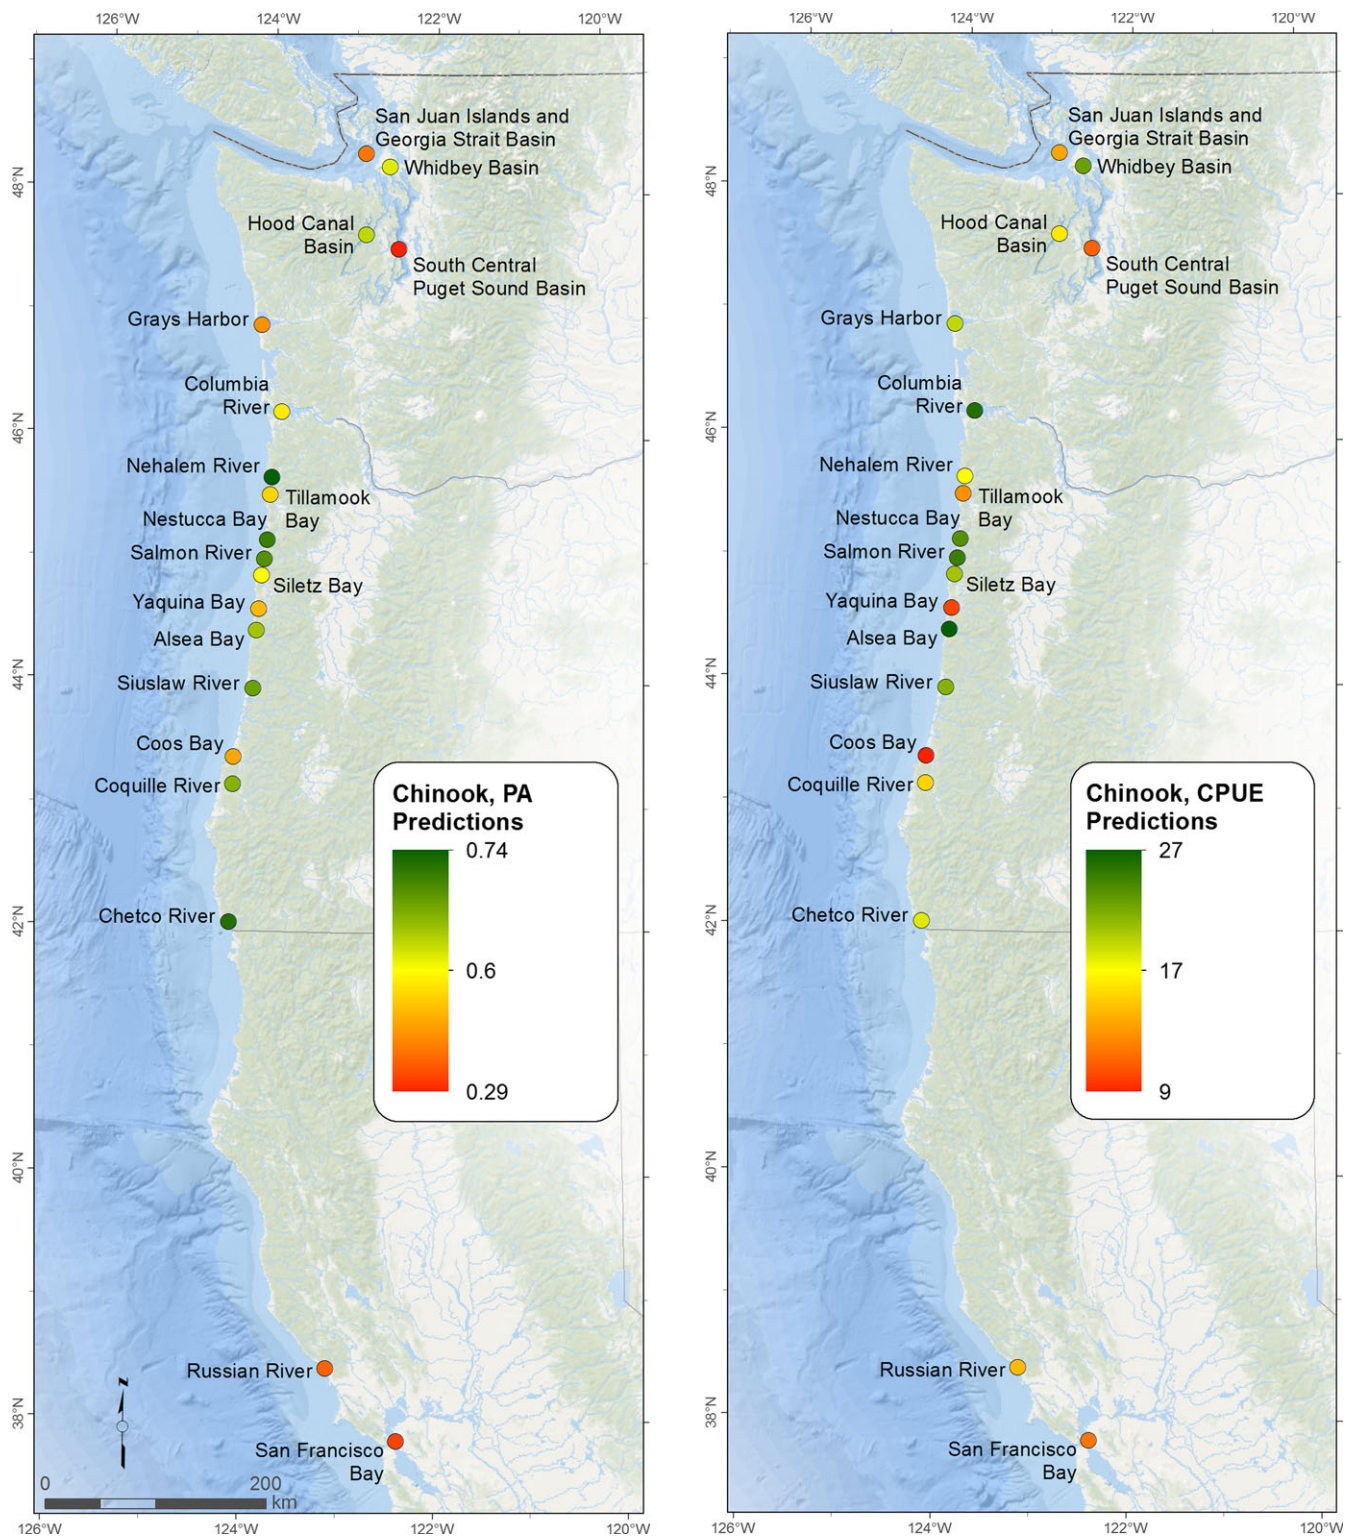 126°W 124°W 122°W 120°W
48°N
46°N
44°N
42°N
40°N
38°N
San Juan Islands and
Georgia Strait Basin
Whidbey Basin
Hood Canal
Basin
South Central
Puget Sound Basin
Grays Harbor
Columbia
River
Nehalem River
Tillamook
Bay
Nestucca Bay
Salmon River
Siletz Bay
Yaquina Bay
Alsea Bay
Siuslaw River
Coos Bay
Coquille River
Chinook, PA
Predictions
0.74
0.6
0.29
Chetco River
Russian River
San Francisco
Bay
N
0 200
km
126°W 124°W 122°W 120°W
126°W 124°W 122°W 120°W
48°N
46°N
44°N
42°N
40°N
38°N
San Juan Islands and
Georgia Strait Basin
Whidbey Basin
Hood Canal
Basin
South Central
Puget Sound Basin
Grays Harbor
Columbia
River
Nehalem River
Tillamook
Bay
Nestucca Bay
Salmon River
Siletz Bay
Yaquina Bay
Alsea Bay
Siuslaw River
Coos Bay
Coquille River
Chinook, CPUE
Predictions
27
17
9
Chetco River
Russian River
San Francisco
Bay
126°W 124°W 122°W 120°W